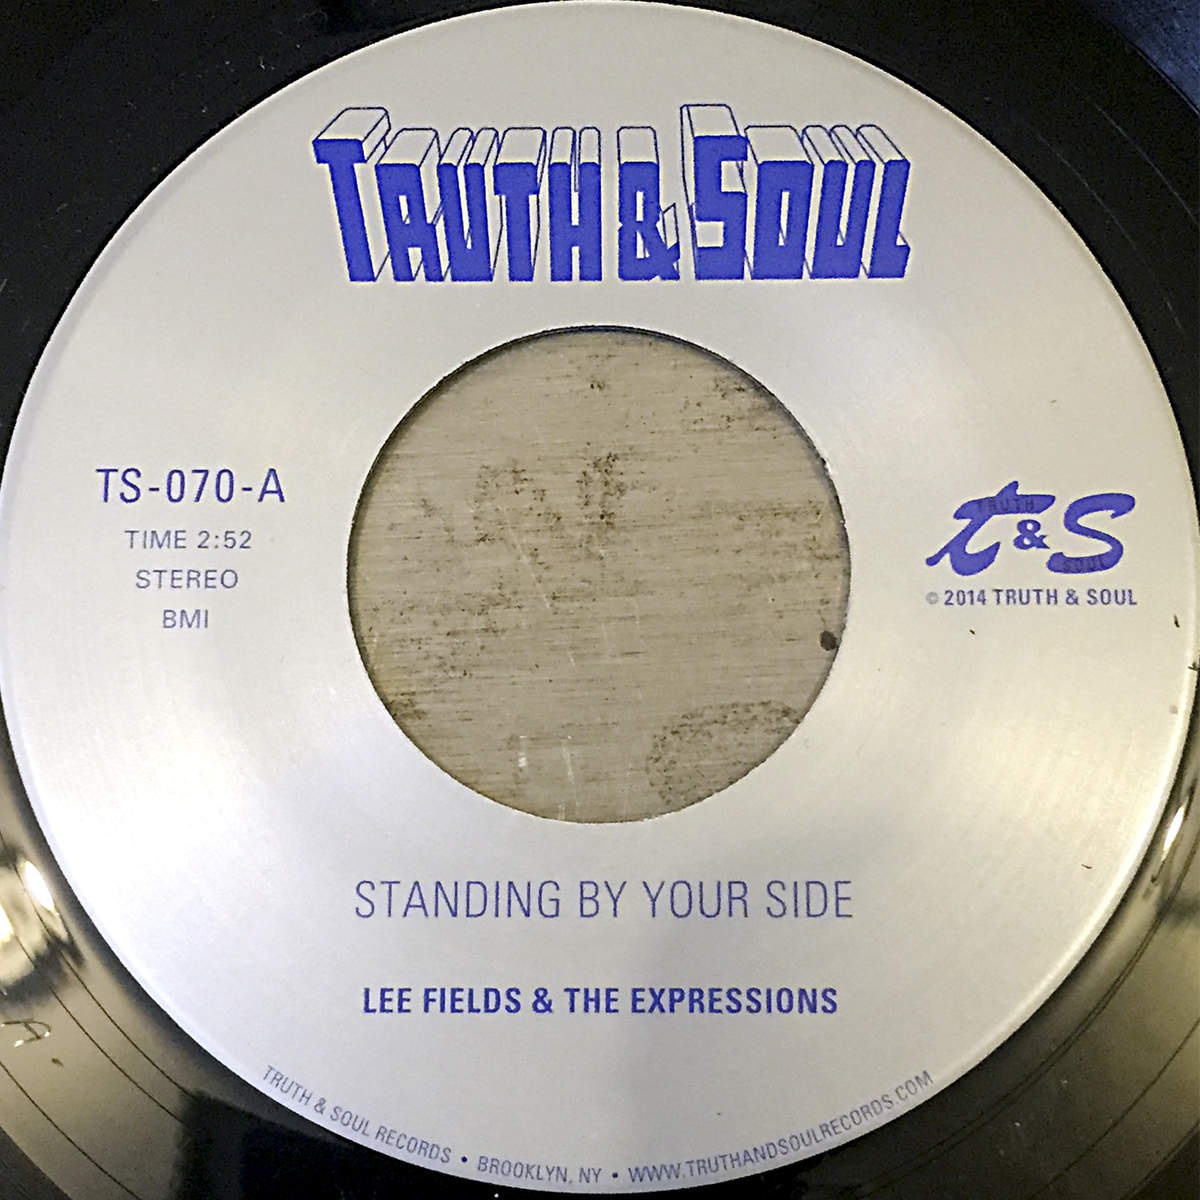 TRUTH & SOUL
TS-070-A
TIME 2:52
STEREO
BMI
t&S
TRUTH
SOUL
© 2014 TRUTH & SOUL
STANDING BY YOUR SIDE
LEE FIELDS & THE EXPRESSIONS
TRUTH & SOUL RECORDS • BROOKLYN, NY • WWW.TRUTHANDSOULRECORDS.COM
A